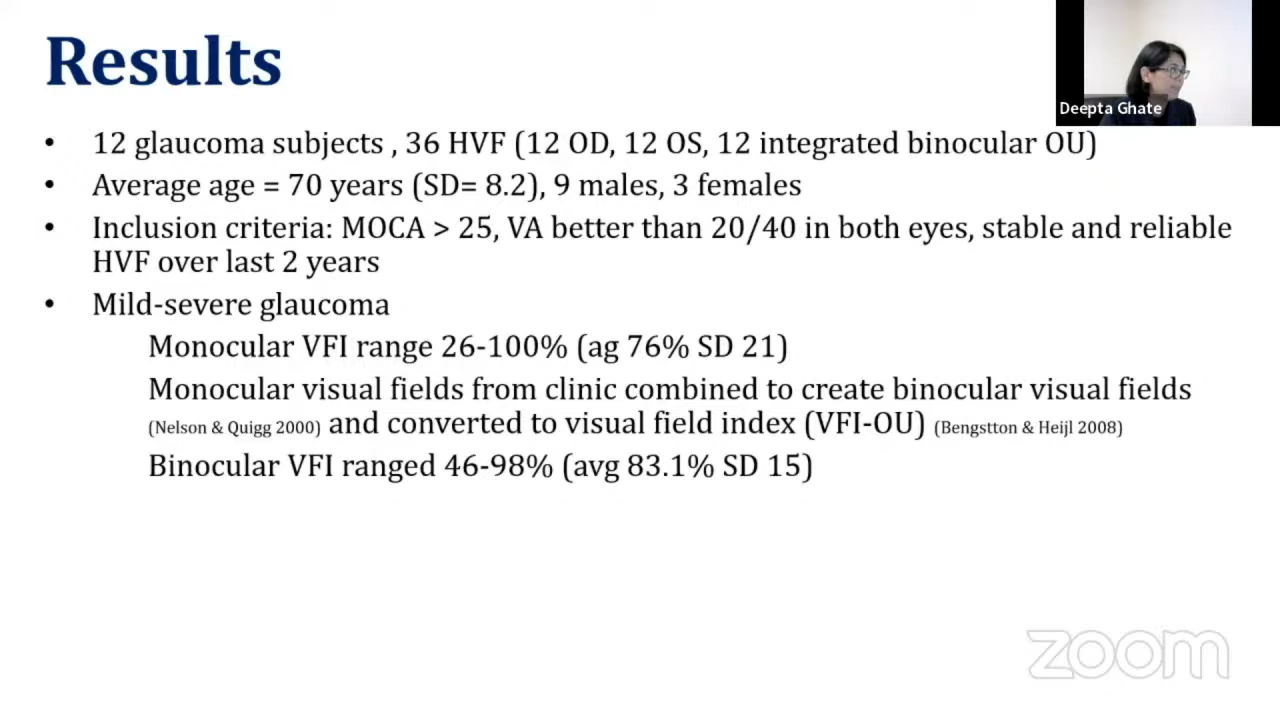 Results
Deepta Ghate
• 12 glaucoma subjects , 36 HVF (12 OD, 12 OS, 12 integrated binocular OU)
• Average age = 70 years (SD= 8.2), 9 males, 3 females
• Inclusion criteria: MOCA > 25, VA better than 20/40 in both eyes, stable and reliable
HVF over last 2 years
• Mild-severe glaucoma
Monocular VFI range 26-100% (ag 76% SD 21)
Monocular visual fields from clinic combined to create binocular visual fields
(Nelson & Quigg 2000) and converted to visual field index (VFI-OU) (Bengstton & Heijl 2008)
Binocular VFI ranged 46-98% (avg 83.1% SD 15)
zoom